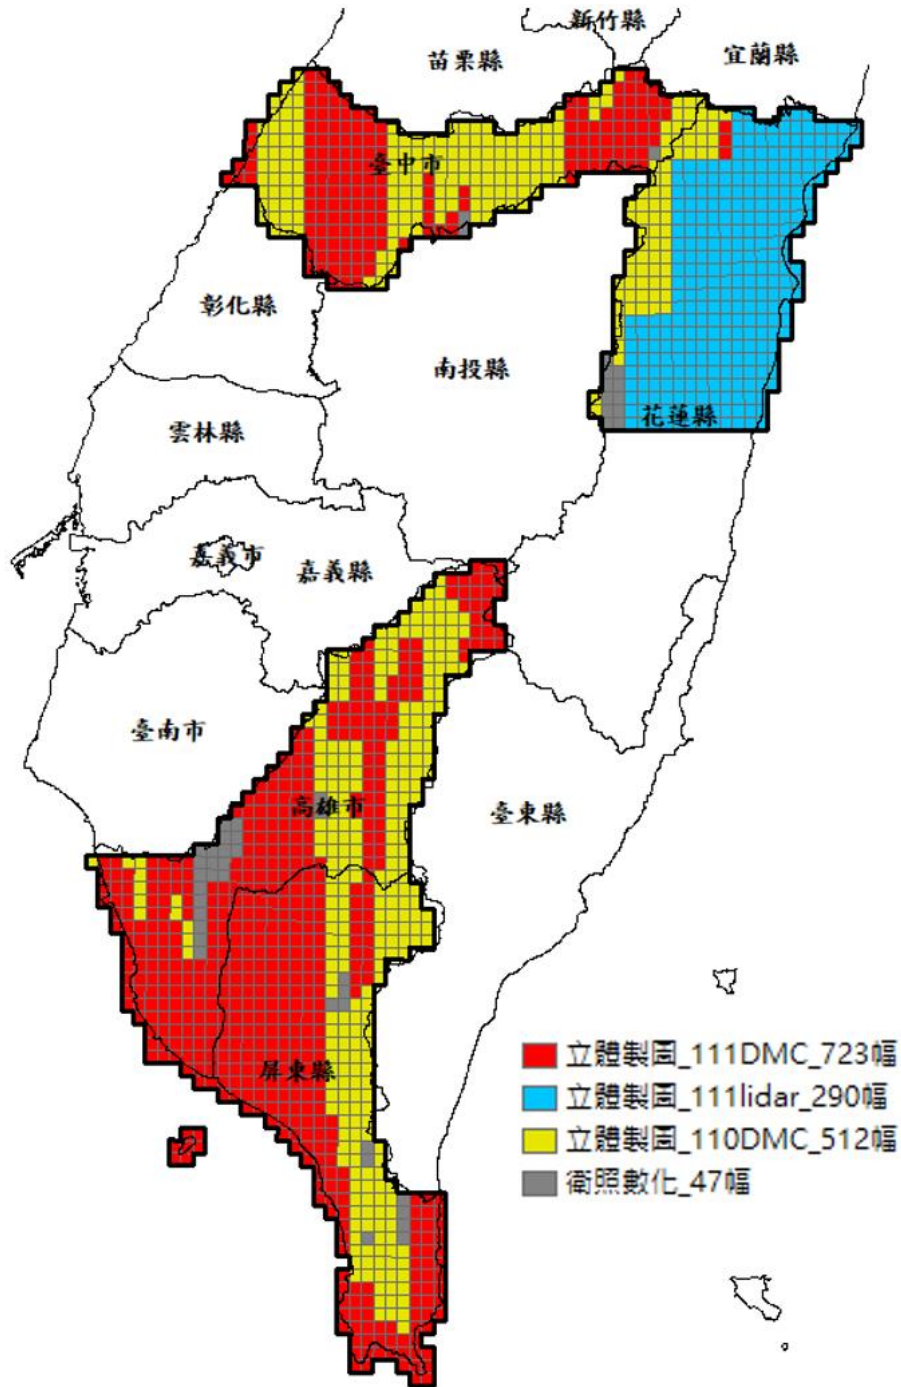 新竹縣
苗栗縣
宜蘭縣
臺中市
彰化縣
南投縣
花蓮縣
雲林縣
嘉義市
嘉義縣
臺南市
高雄市
臺東縣
屏東縣
立體製圖_111DMC_723幅
立體製圖_111lidar_290幅
立體製圖_110DMC_512幅
衛照數化_47幅